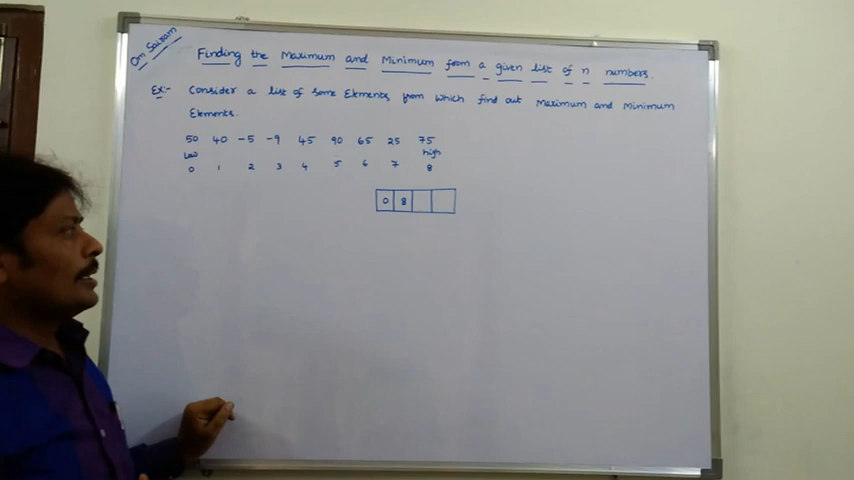 Om Sairam
Finding the Maximum and Minimum from a given list of n numbers.
Ex:- Consider a list of some Elements from which find out Maximum and Minimum
Elements.
50 40 -5 -9 45 90 65 25 75
Low high
0 1 2 3 4 5 6 7 8
0 8